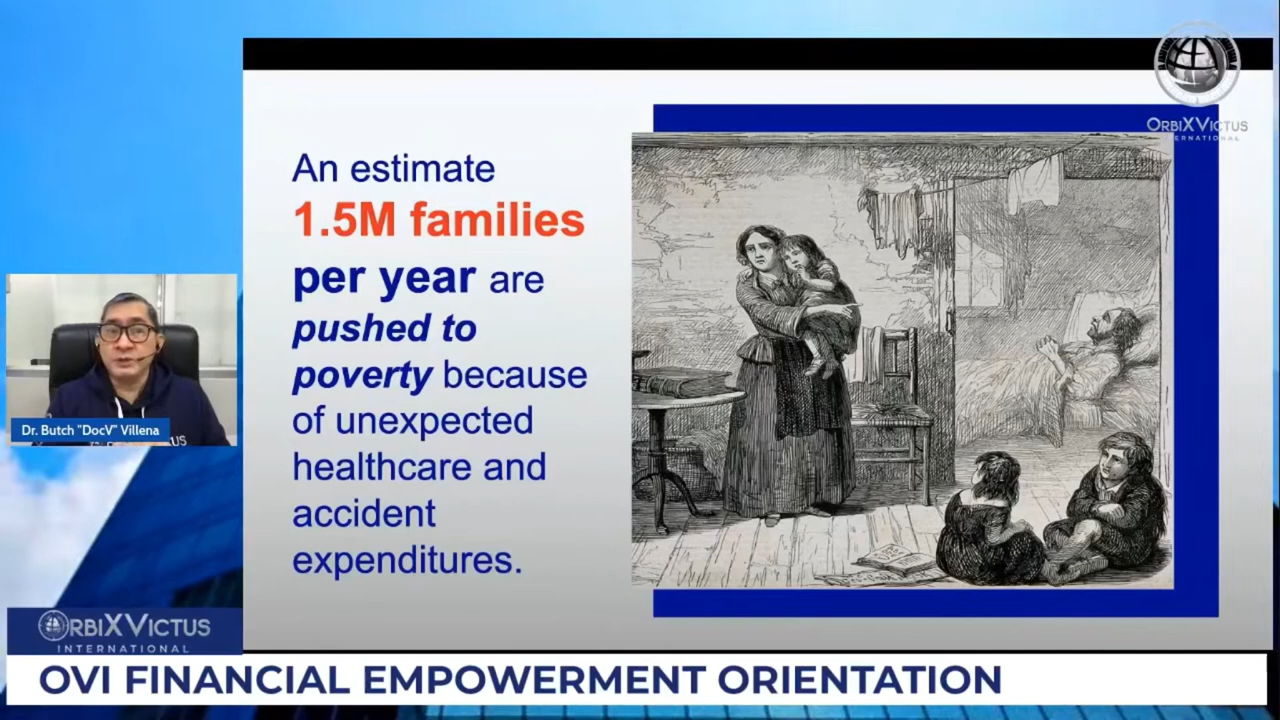 ORBIXVICTUS
INTERNATIONAL
An estimate
1.5M families
per year are
pushed to
poverty because
of unexpected
healthcare and
accident
expenditures.
Dr. Butch "DocV" Villena
ORBIXVICTUS
INTERNATIONAL
OVI FINANCIAL EMPOWERMENT ORIENTATION